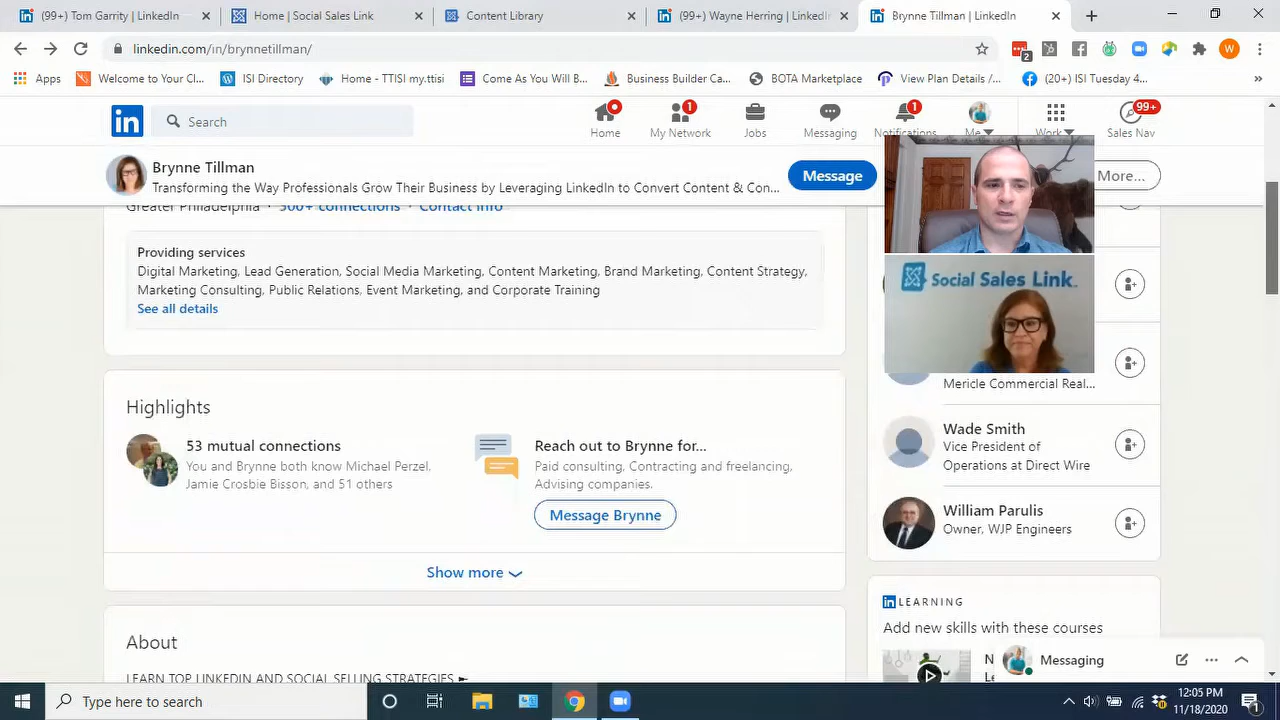 (99+) Tom Garrity | LinkedIn
Home | Social Sales Link
Content Library
(99+) Wayne Herring | LinkedIn
Brynne Tillman | LinkedIn
linkedin.com/in/brynnetillman/
2
W
Apps
Welcome to Your Cl...
ISI Directory
Home - TTISI my.ttisi
Come As You Will B...
Business Builder Ca...
BOTA Marketplace
View Plan Details /...
(20+) ISI Tuesday 4...
in
Search
Home
1
My Network
Jobs
Messaging
1
Notifications
Me
Work
99+
Sales Nav
Brynne Tillman
Transforming the Way Professionals Grow Their Business by Leveraging LinkedIn to Convert Content & Con...
Message
More...
Greater Philadelphia · 500+ connections · Contact info
Providing services
Digital Marketing, Lead Generation, Social Media Marketing, Content Marketing, Brand Marketing, Content Strategy,
Marketing Consulting, Public Relations, Event Marketing, and Corporate Training
See all details
Social Sales Link
Highlights
53 mutual connections
You and Brynne both know Michael Perzel,
Jamie Crosbie Bisson, and 51 others
Reach out to Brynne for...
Paid consulting, Contracting and freelancing,
Advising companies.
Message Brynne
Show more
About
LEARN TOP LINKEDIN AND SOCIAL SELLING STRATEGIES
Mericle Commercial Real...
Wade Smith
Vice President of
Operations at Direct Wire
William Parulis
Owner, WJP Engineers
in LEARNING
Add new skills with these courses
N
Le
Messaging
Type here to search
12:05 PM
11/18/2020
1